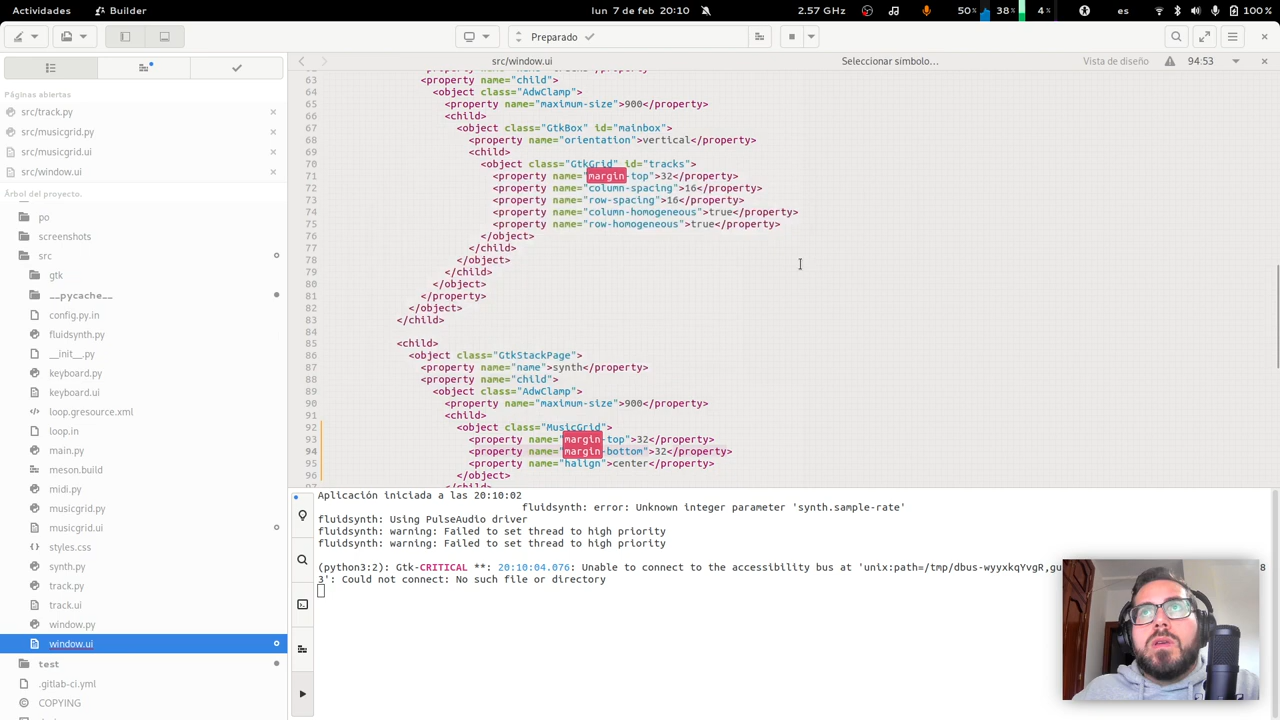 Actividades Builder lun 7 de feb 20:10 2.57 GHz 50% 38% 4% es 100 %
Preparado
src/window.ui Seleccionar símbolo… Vista de diseño 94:53
Páginas abiertas
src/track.py
src/musicgrid.py
src/musicgrid.ui
src/window.ui
Árbol del proyecto.
po
screenshots
src
gtk
__pycache__
config.py.in
fluidsynth.py
__init__.py
keyboard.py
keyboard.ui
loop.gresource.xml
loop.in
main.py
meson.build
midi.py
musicgrid.py
musicgrid.ui
styles.css
synth.py
track.py
track.ui
window.py
window.ui
test
.gitlab-ci.yml
COPYING
63 <property name="child">
64 <object class="AdwClamp">
65 <property name="maximum-size">900</property>
66 <child>
67 <object class="GtkBox" id="mainbox">
68 <property name="orientation">vertical</property>
69 <child>
70 <object class="GtkGrid" id="tracks">
71 <property name="margin-top">32</property>
72 <property name="column-spacing">16</property>
73 <property name="row-spacing">16</property>
74 <property name="column-homogeneous">true</property>
75 <property name="row-homogeneous">true</property>
76 </object>
77 </child>
78 </object>
79 </child>
80 </object>
81 </property>
82 </object>
83 </child>
84
85 <child>
86 <object class="GtkStackPage">
87 <property name="name">synth</property>
88 <property name="child">
89 <object class="AdwClamp">
90 <property name="maximum-size">900</property>
91 <child>
92 <object class="MusicGrid">
93 <property name="margin-top">32</property>
94 <property name="margin-bottom">32</property>
95 <property name="halign">center</property>
96 </object>
Aplicación iniciada a las 20:10:02
fluidsynth: error: Unknown integer parameter 'synth.sample-rate'
fluidsynth: Using PulseAudio driver
fluidsynth: warning: Failed to set thread to high priority
fluidsynth: warning: Failed to set thread to high priority
(python3:2): Gtk-CRITICAL **: 20:10:04.076: Unable to connect to the accessibility bus at 'unix:path=/tmp/dbus-wyyxkqYvgR,gu 8
3': Could not connect: No such file or directory